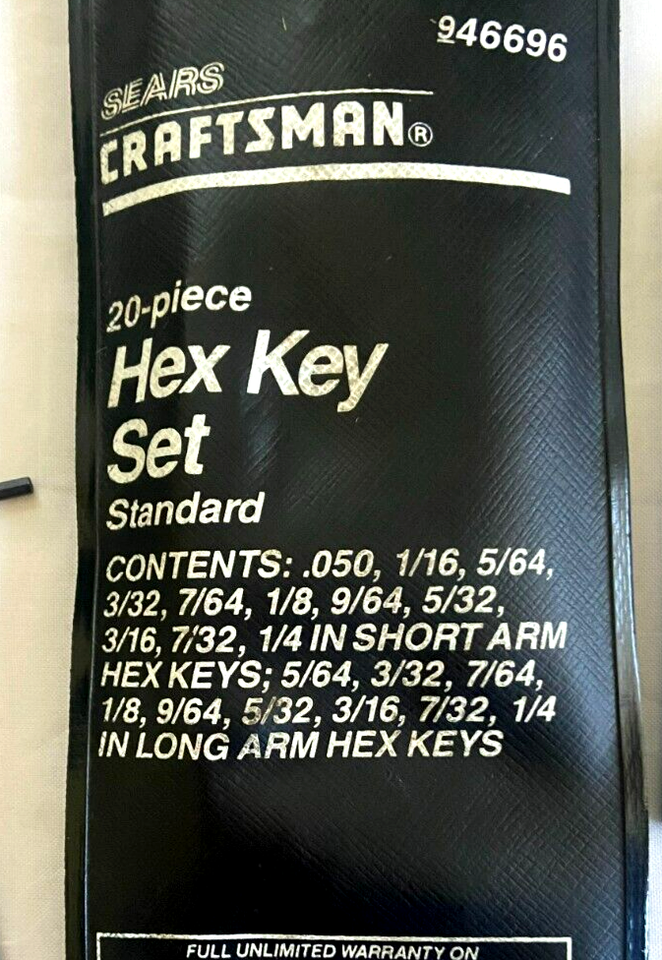 946696
SEARS
CRAFTSMAN®
20-piece
Hex Key
Set
Standard
CONTENTS: .050, 1/16, 5/64,
3/32, 7/64, 1/8, 9/64, 5/32,
3/16, 7/32, 1/4 IN SHORT ARM
HEX KEYS; 5/64, 3/32, 7/64,
1/8, 9/64, 5/32, 3/16, 7/32, 1/4
IN LONG ARM HEX KEYS
FULL UNLIMITED WARRANTY ON